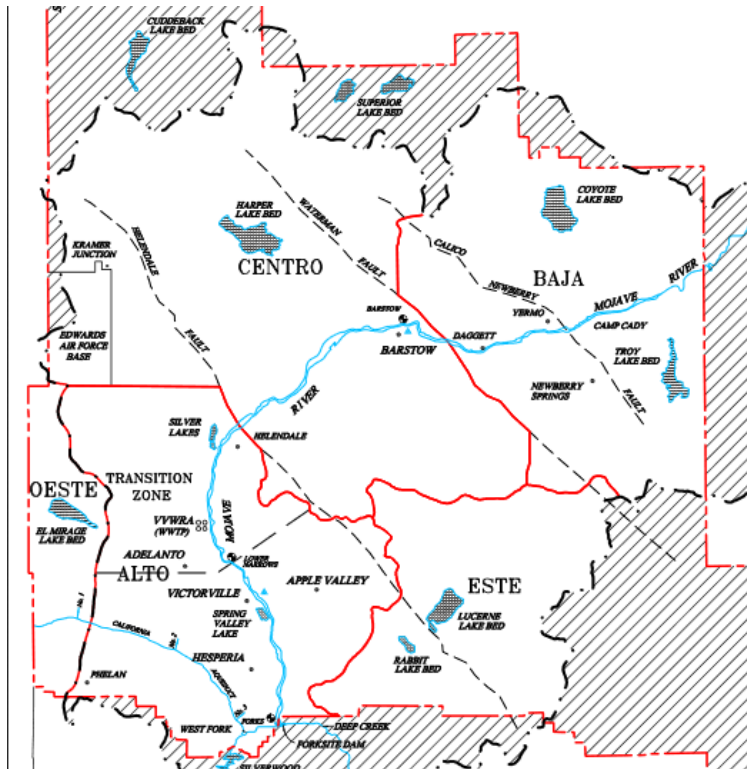 CUDDEBACK
LAKE BED
SUPERIOR
LAKE BED
COYOTE
LAKE BED
HARPER
LAKE BED
WATERMAN
FAULT
HELENDALE
FAULT
CALICO
NEWBERRY
FAULT
KRAMER
JUNCTION
CENTRO
BAJA
MOJAVE
RIVER
BARSTOW
YERMO
CAMP CADY
DAGGETT
BARSTOW
EDWARDS
AIR FORCE
BASE
TROY
LAKE BED
NEWBERRY
SPRINGS
RIVER
SILVER
LAKES
HELENDALE
TRANSITION
ZONE
OESTE
EL MIRAGE
LAKE BED
VVWRA
(WWTP)
MOJAVE
LOWER
NARROWS
ADELANTO
ALTO
APPLE VALLEY
ESTE
VICTORVILLE
SPRING
VALLEY
LAKE
LUCERNE
LAKE BED
No. 1
CALIFORNIA
No. 2
AQUEDUCT
HESPERIA
RABBIT
LAKE BED
PHELAN
WEST FORK
FORKS
DEEP CREEK
FORKSITE DAM
SILVERWOOD